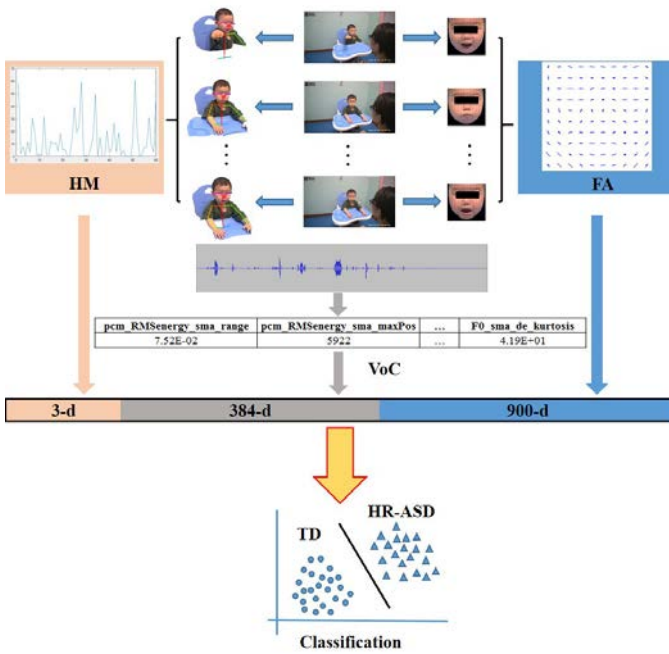 HM
FA
pcm_RMSenergy_sma_range pcm_RMSenergy_sma_maxPos ... F0_sma_de_kurtosis
7.52E-02 5922 ... 4.19E+01
VoC
3-d 384-d 900-d
HR-ASD
TD
Classification